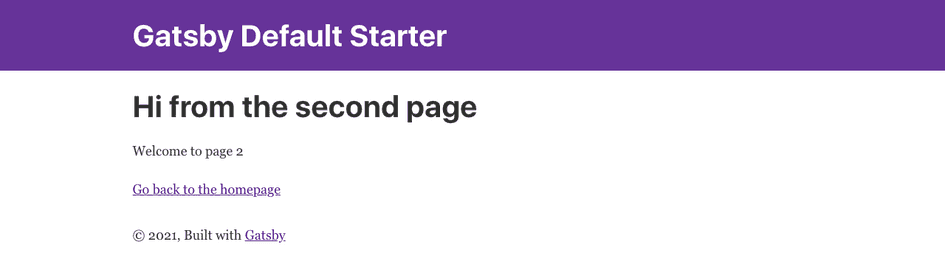 Gatsby Default Starter
Hi from the second page
Welcome to page 2
Go back to the homepage
© 2021, Built with Gatsby